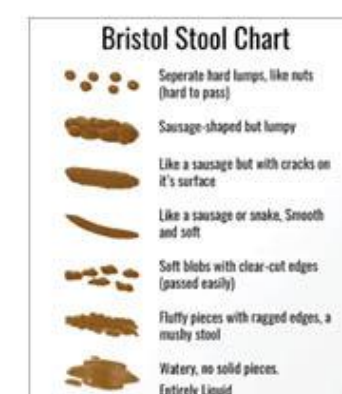 Bristol Stool Chart
Seperate hard lumps, like nuts
(hard to pass)
Sausage-shaped but lumpy
Like a sausage but with cracks on
it's surface
Like a sausage or snake, Smooth
and soft
Soft blobs with clear-cut edges
(passed easily)
Fluffy pieces with ragged edges, a
mushy stool
Watery, no solid pieces.
Entirely Liquid